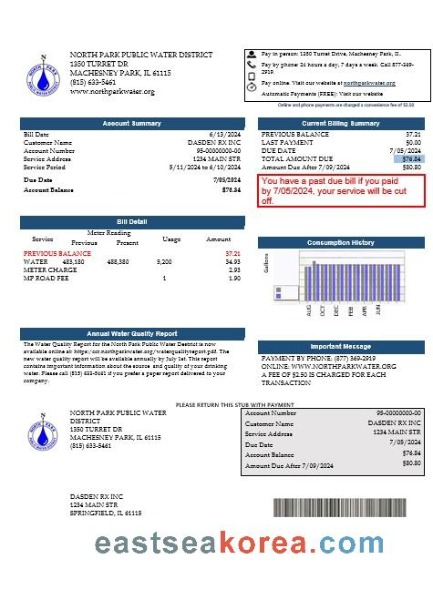 NORTH PARK PUBLIC WATER DISTRICT
1350 TURRET DR
MACHESNEY PARK, IL 61115
(815) 633-5461
www.northparkwater.org
Pay in person: 1350 Turret Drive, Machesney Park, IL
Pay by phone: 24 hours a day, 7 days a week. Call 877-369-
2919
Pay online: Visit our website at northparkwater.org
Automatic Payments (FREE): Visit our website
Online and phone payments are charged a convenience fee of $2.50
Account Summary
Bill Date 6/13/2024
Customer Name DASDEN RX INC
Account Number 95-00000000-00
Service Address 1234 MAIN STR
Service Period 5/11/2024 to 6/10/2024
Due Date 7/05/2024
Account Balance $76.84
Current Billing Summary
PREVIOUS BALANCE 37.21
LAST PAYMENT $0.00
DUE DATE 7/05/2024
TOTAL AMOUNT DUE $76.84
Amount Due After 7/09/2024 $80.80
You have a past due bill if you paid
by 7/05/2024, your service will be cut
off.
Bill Detail
Meter Reading
Service Previous Present Usage Amount
PREVIOUS BALANCE 37.21
WATER 483,180 488,380 5,200 34.93
METER CHARGE 2.93
MP ROAD FEE 1 1.90
Consumption History
Gallons
AUG OCT DEC FEB APR JUN
Annual Water Quality Report
The Water Quality Report for the North Park Public Water District is now
available online at: northparkwater.org/waterqualityreport.pdf. The
new water quality report will be available annually by July 1st. This report
contains important information about the source and quality of your drinking
water. Please call (815) 633-5461 if you prefer a paper report delivered to your
company.
Important Message
PAYMENT BY PHONE: (877) 369-2919
ONLINE: WWW.NORTHPARKWATER.ORG
A FEE OF $2.50 IS CHARGED FOR EACH
TRANSACTION
PLEASE RETURN THIS STUB WITH PAYMENT
NORTH PARK PUBLIC WATER
DISTRICT
1350 TURRET DR
MACHESNEY PARK, IL 61115
(815) 633-5461
www.northparkwater.org
Account Number 95-00000000-00
Customer Name DASDEN RX INC
Service Address 1234 MAIN STR
Due Date 7/05/2024
Account Balance $76.84
Amount Due After 7/09/2024 $80.80
DASDEN RX INC
1234 MAIN STR
SPRINGFIELD, IL 61115
eastseakorea.com